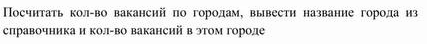 Посчитать кол-во вакансий по городам, вывести название города из
справочника и кол-во вакансий в этом городе